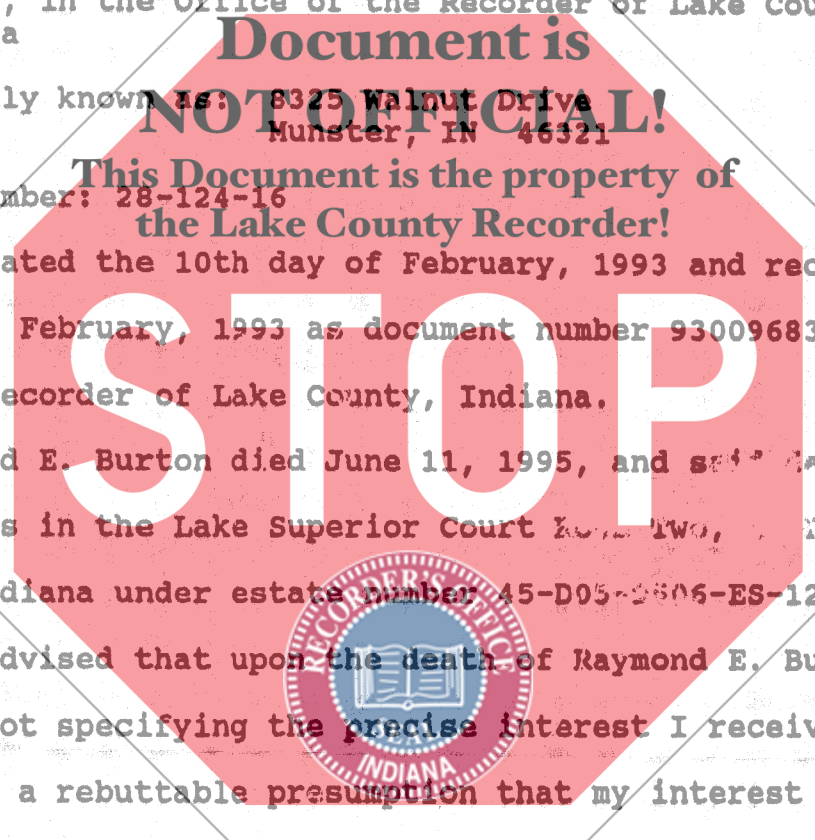 , in the Office of the Recorder of Lake Cou
a
Document is
ly known as: 8325 Walnut Drive
NOT OFFICIAL!
Munster, IN 46321
This Document is the property of
mber: 28-124-16
the Lake County Recorder!
ated the 10th day of February, 1993 and rec
STOP
February, 1993 as document number 93009683
ecorder of Lake County, Indiana.
d E. Burton died June 11, 1995, and
s in the Lake Superior Court Two,
diana under estate number
dvised that upon the death of Raymond E. Bu
ot specifying the precise interest I receiv
a rebuttable presumption that my interest
RECORDER'S OFFICE
SEAL
INDIANA